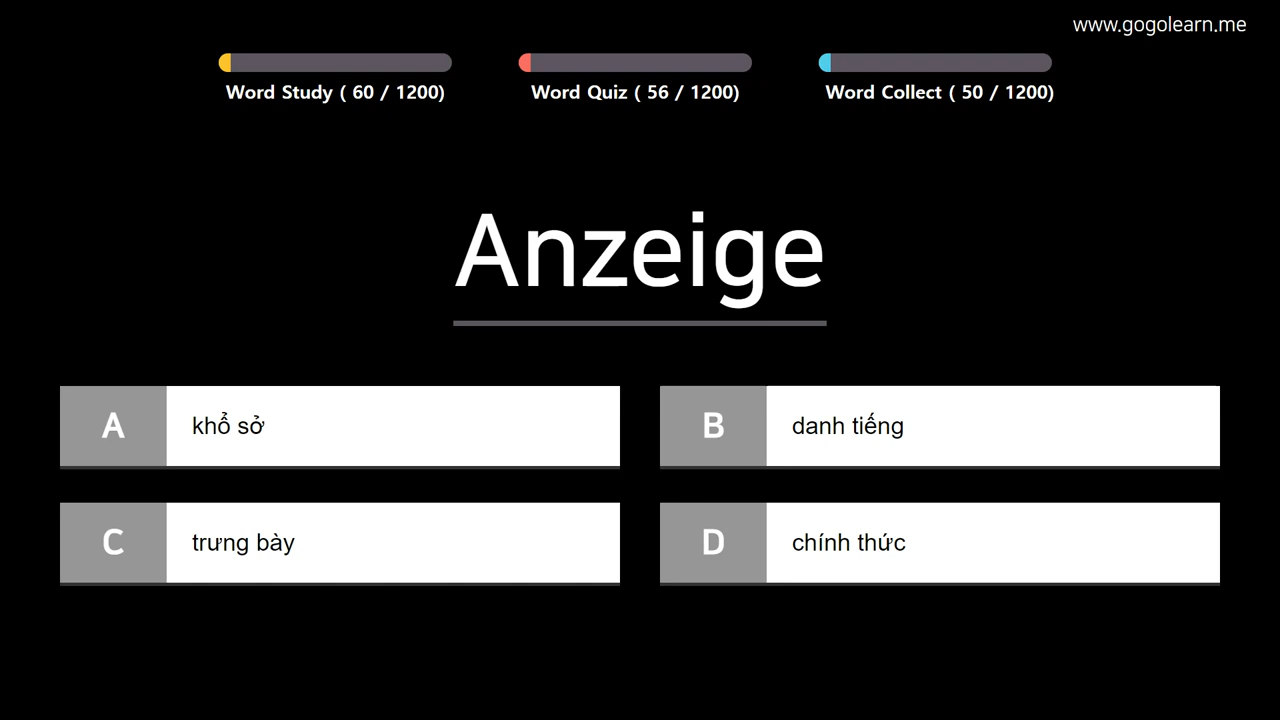 www.gogolearn.me
Word Study ( 60 / 1200)
Word Quiz ( 56 / 1200)
Word Collect ( 50 / 1200)
Anzeige
A khổ sở
B danh tiếng
C trưng bày
D chính thức